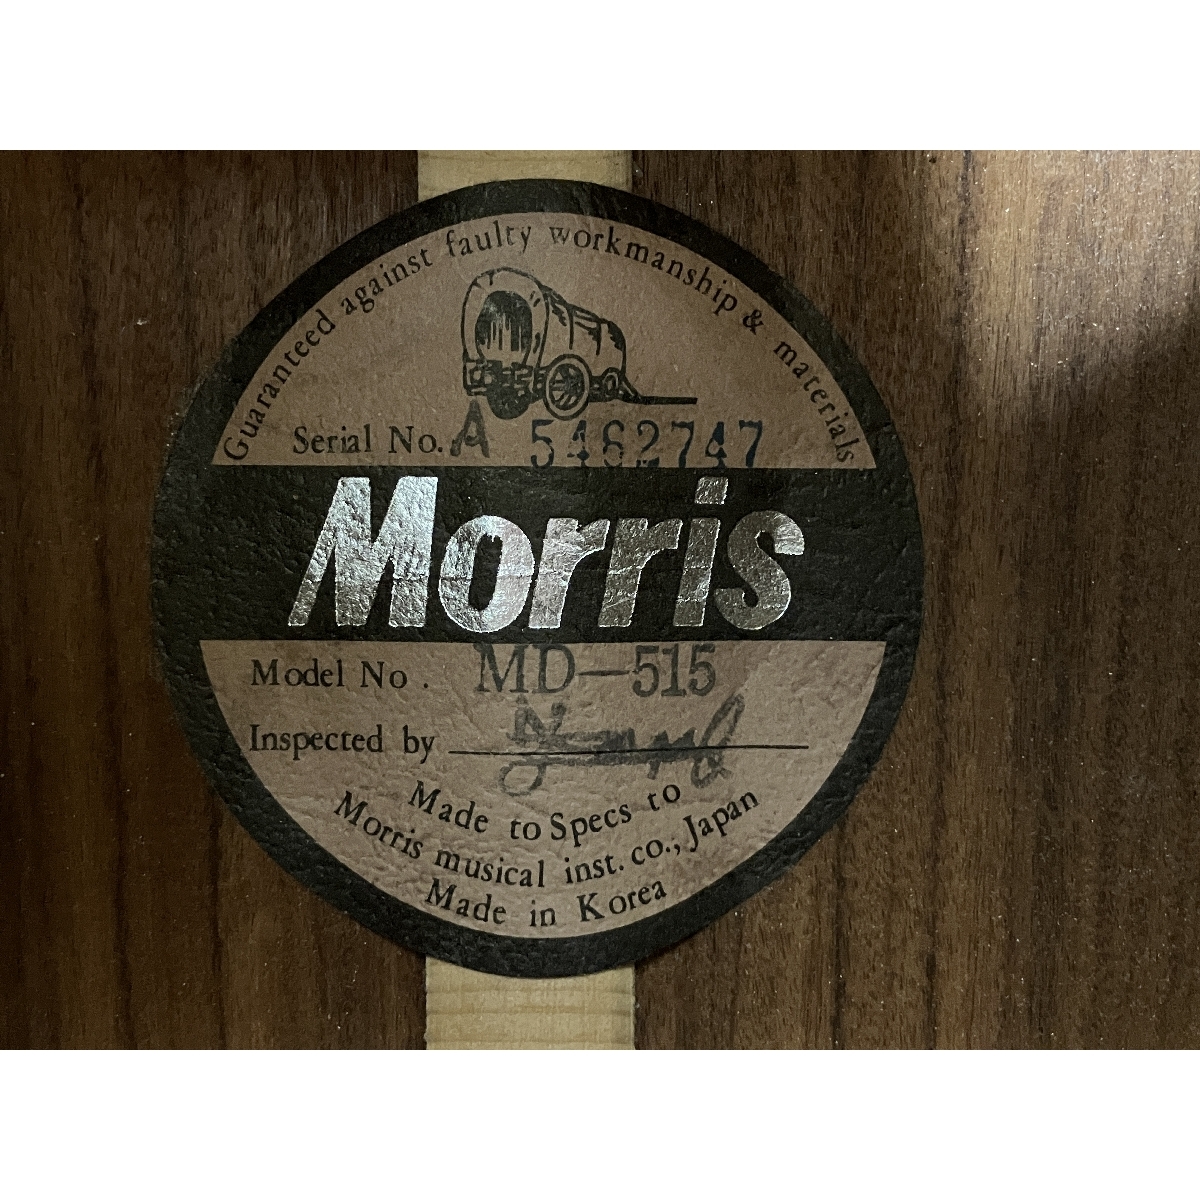 Guaranteed against faulty workmanship & materials
Serial No. A 5462747
Morris
Model No. MD-515
Inspected by
Made to Specs to
Morris musical inst. co., Japan
Made in Korea